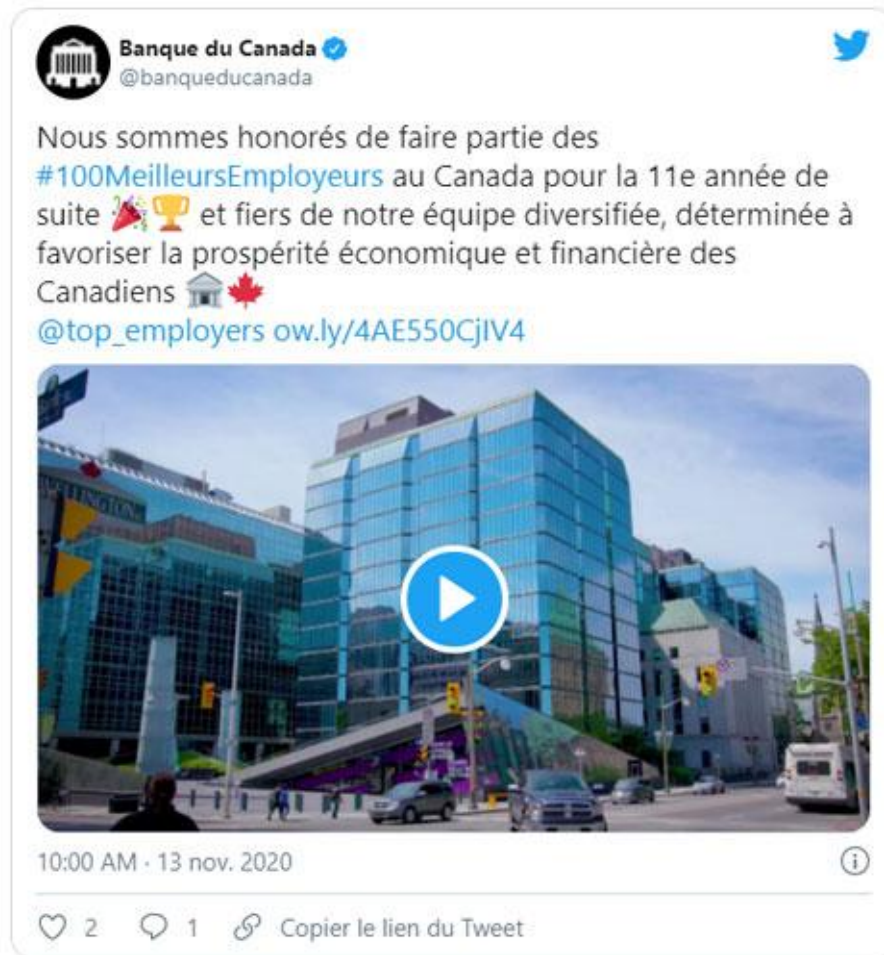 Banque du Canada
@banqueducanada
Nous sommes honorés de faire partie des
#100MeilleursEmployeurs au Canada pour la 11e année de
suite 🎉🏆 et fiers de notre équipe diversifiée, déterminée à
favoriser la prospérité économique et financière des
Canadiens 🏛️🍁
@top_employers ow.ly/4AE550CjIV4
WELLINGTON
10:00 AM · 13 nov. 2020
2 1 Copier le lien du Tweet